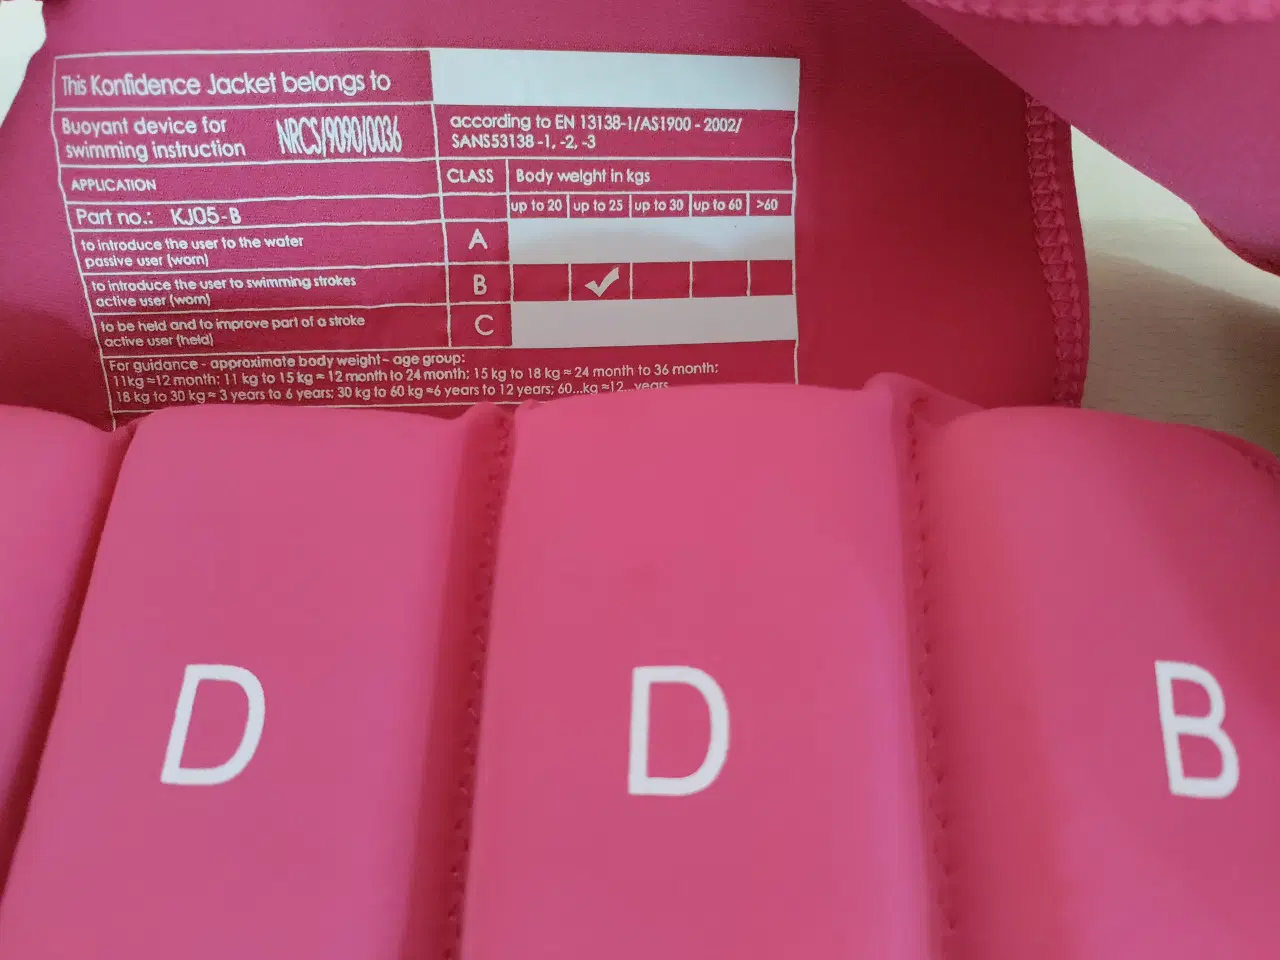 This Konfidence Jacket belongs to
Buoyant device for
swimming instruction
NRCS/9090/0036
according to EN 13138-1/AS1900 - 2002/
SANS53138 -1, -2, -3
APPLICATION
CLASS
Body weight in kgs
Part no.: KJ05-B
up to 20 up to 25 up to 30 up to 60 >60
to introduce the user to the water
passive user (worn)
A
to introduce the user to swimming strokes
active user (worn)
B ✓
to be held and to improve part of a stroke
active user (held)
C
For guidance - approximate body weight - age group:
11kg ≈12 month; 11 kg to 15 kg ≈ 12 month to 24 month; 15 kg to 18 kg ≈ 24 month to 36 month;
18 kg to 30 kg ≈ 3 years to 6 years; 30 kg to 60 kg ≈6 years to 12 years; 60...kg ≈12...years
D D B